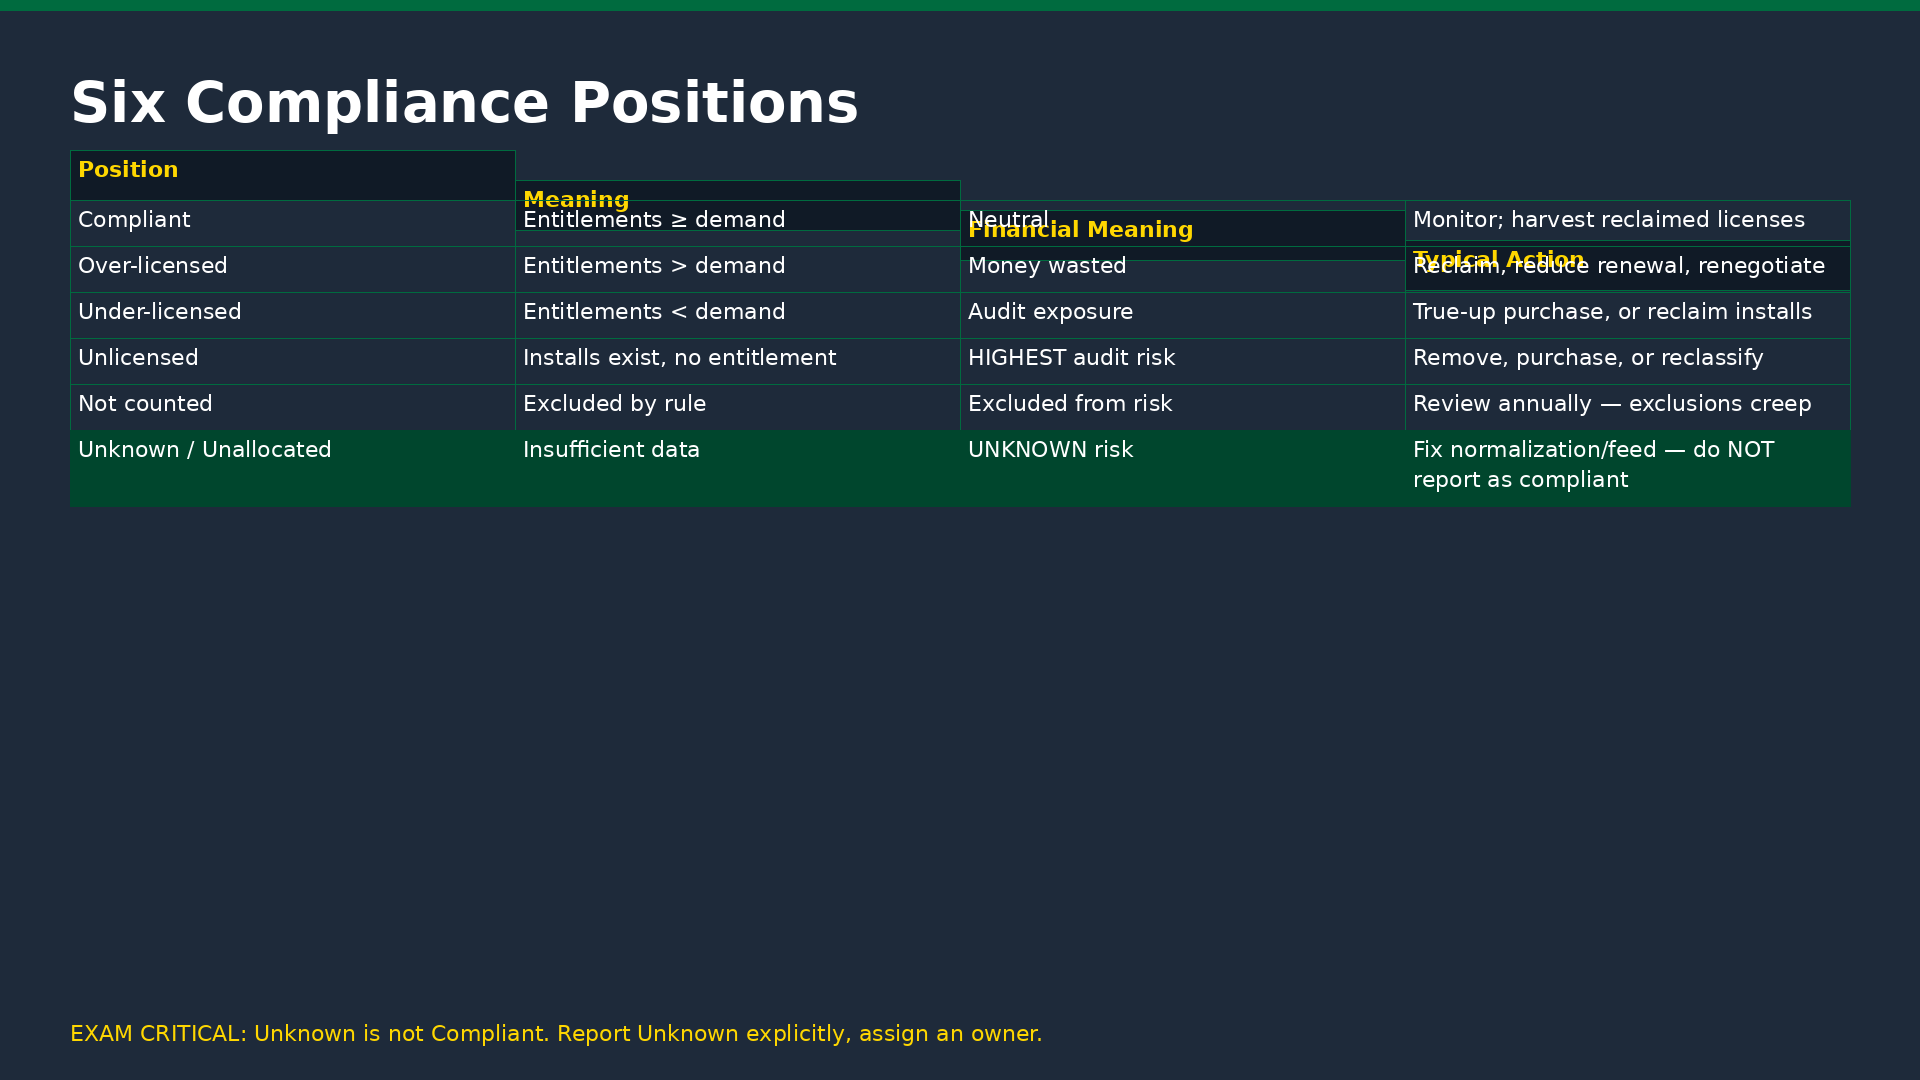 Six Compliance Positions
Position
Meaning
Financial Meaning
Typical Action
Compliant
Entitlements ≥ demand
Neutral
Monitor; harvest reclaimed licenses
Over-licensed
Entitlements > demand
Money wasted
Reclaim, reduce renewal, renegotiate
Under-licensed
Entitlements < demand
Audit exposure
True-up purchase, or reclaim installs
Unlicensed
Installs exist, no entitlement
HIGHEST audit risk
Remove, purchase, or reclassify
Not counted
Excluded by rule
Excluded from risk
Review annually — exclusions creep
Unknown / Unallocated
Insufficient data
UNKNOWN risk
Fix normalization/feed — do NOT
report as compliant
EXAM CRITICAL: Unknown is not Compliant. Report Unknown explicitly, assign an owner.